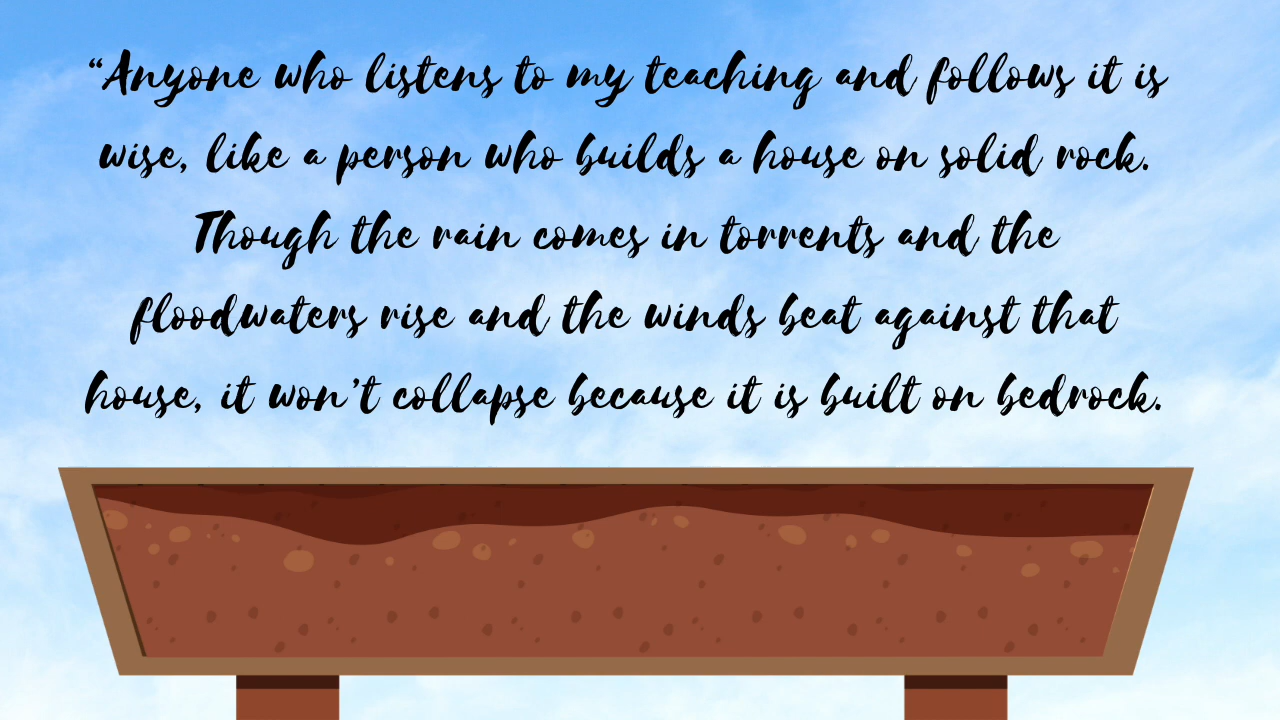 “Anyone who listens to my teaching and follows it is
wise, like a person who builds a house on solid rock.
Though the rain comes in torrents and the
floodwaters rise and the winds beat against that
house, it won’t collapse because it is built on bedrock.